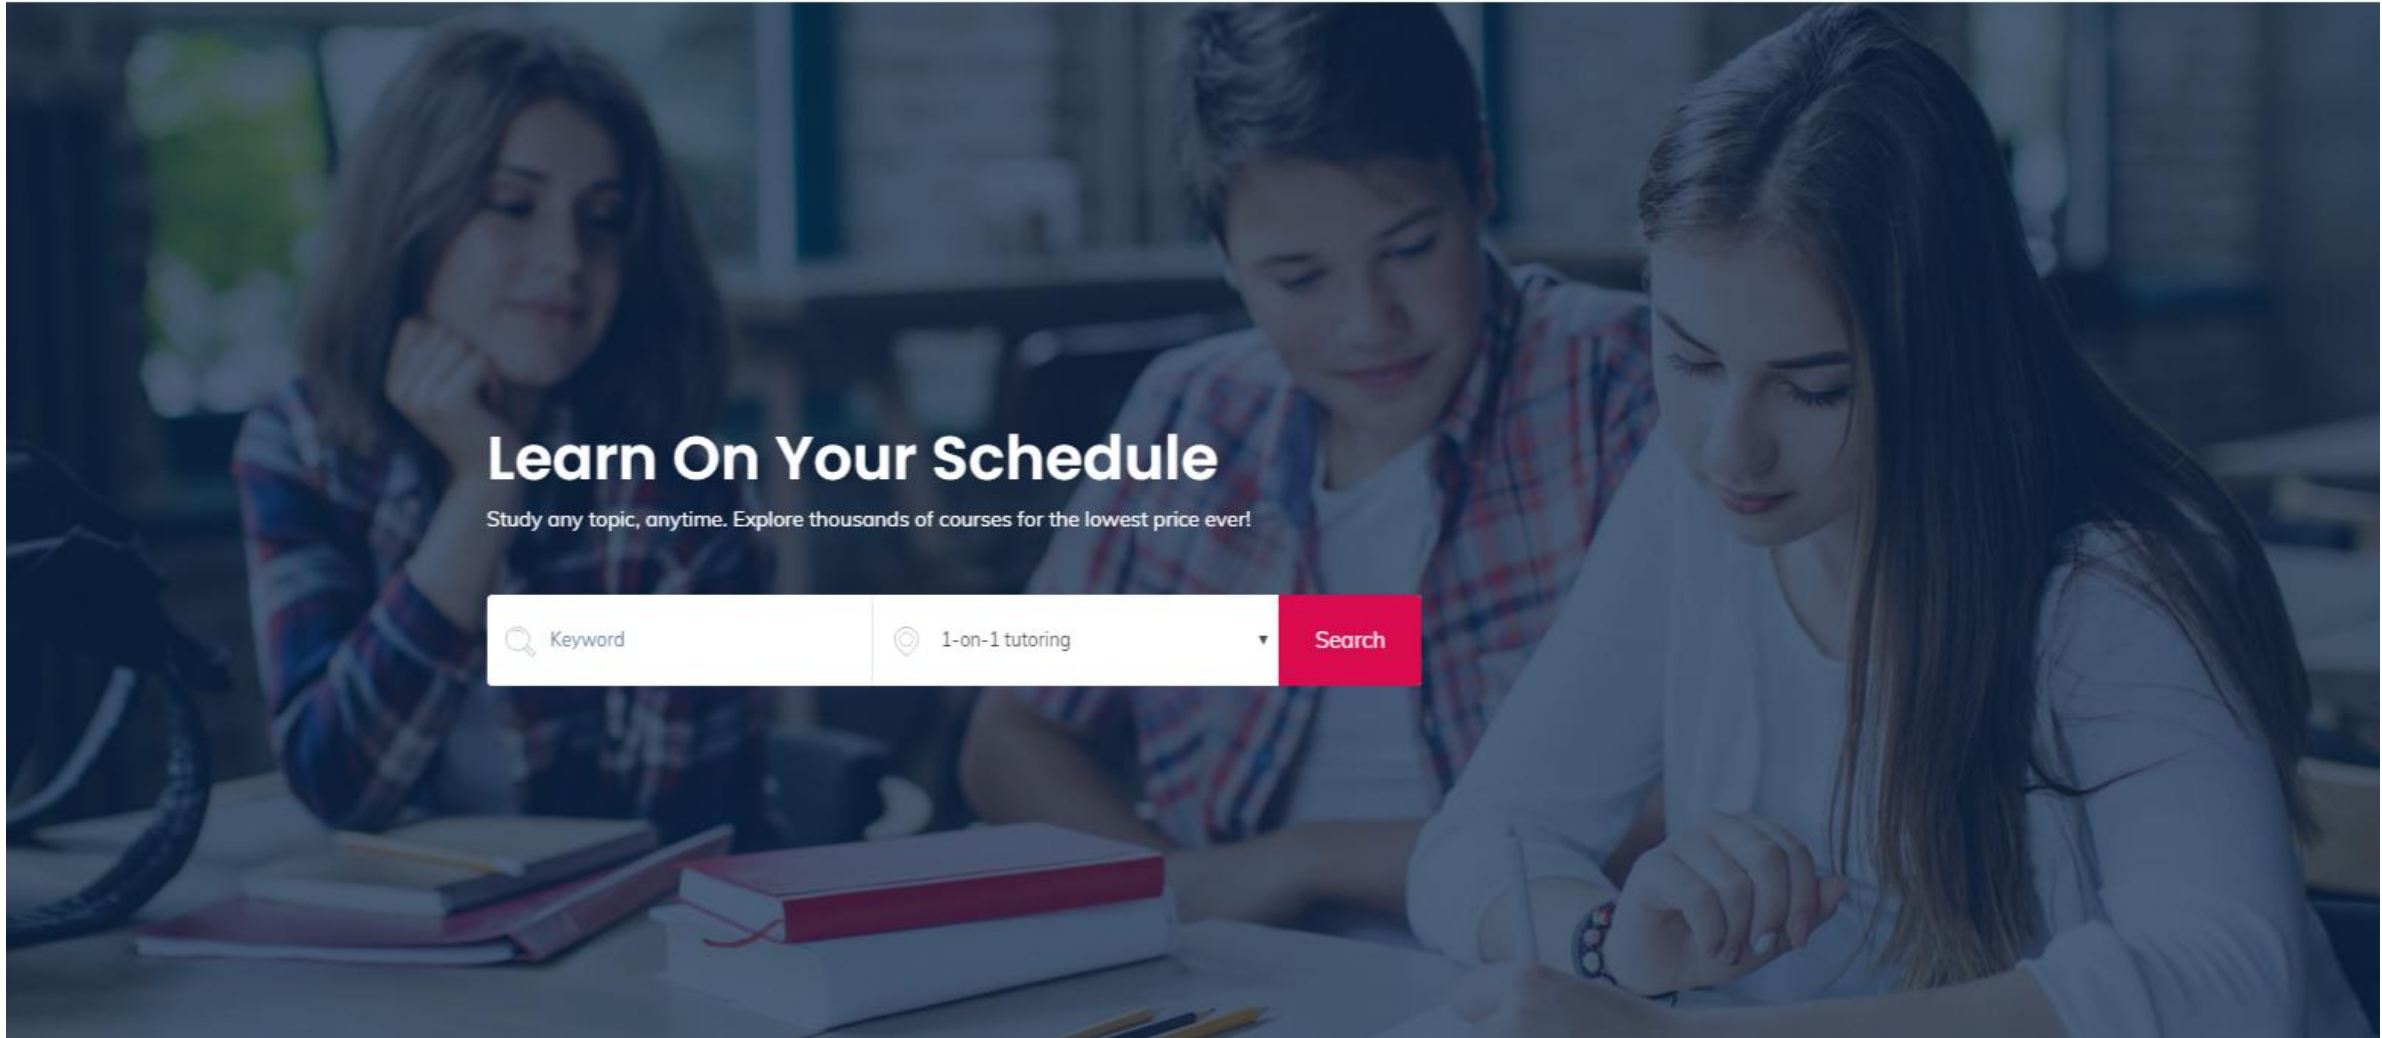 Learn On Your Schedule
Study any topic, anytime. Explore thousands of courses for the lowest price ever!
Keyword
1-on-1 tutoring
Search